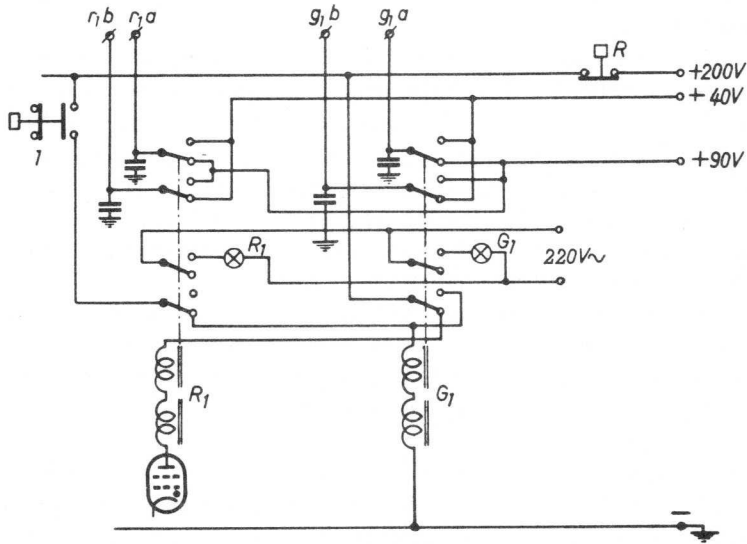 r₁b r₁a g₁b g₁a
R
+200V
+40V
1
+90V
R₁ G₁
220V~
R₁ G₁
−